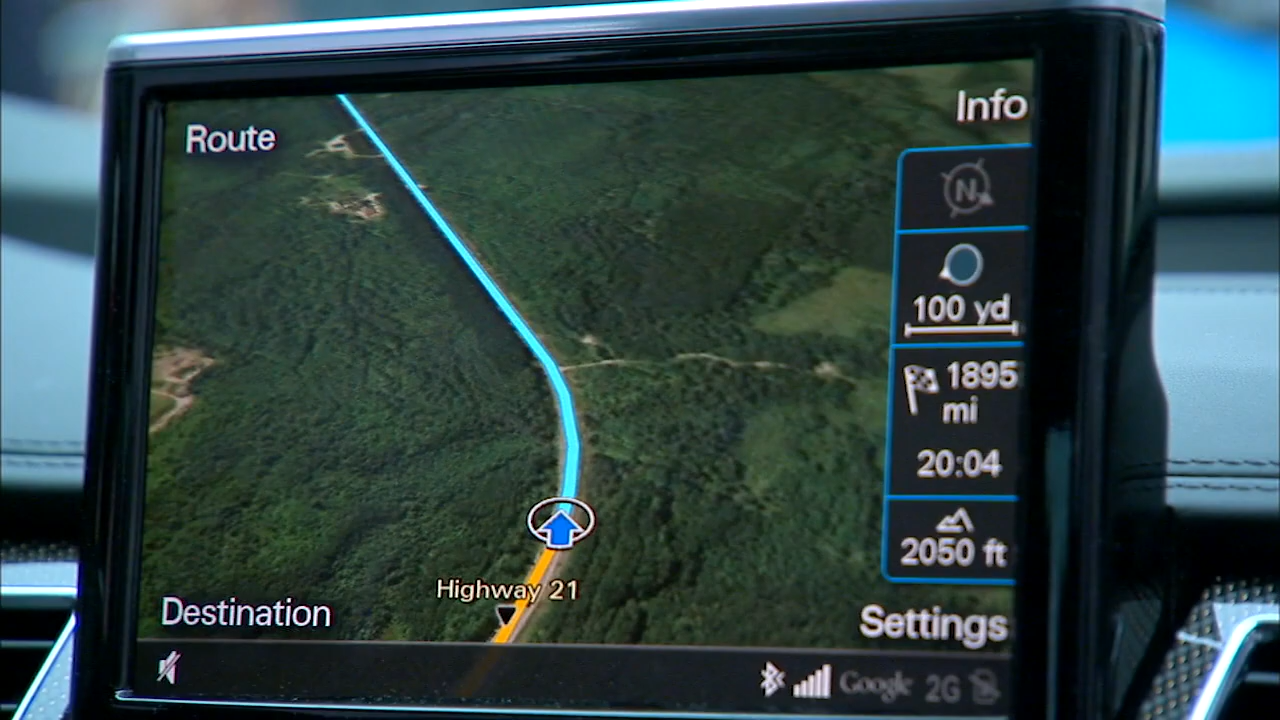 Route
Info
N
100 yd
1895
mi
20:04
2050 ft
Highway 21
Destination
Settings
Google 2G